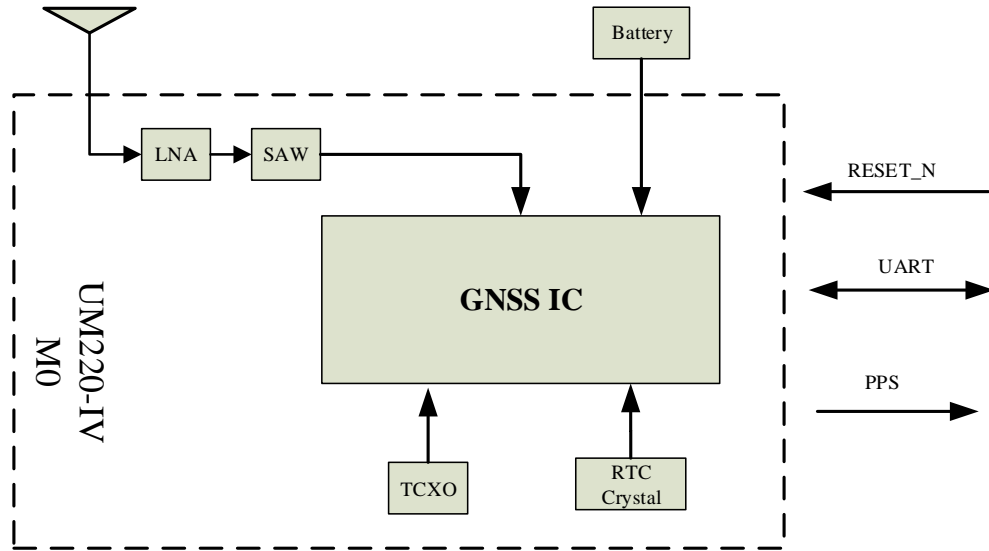 Battery
LNA
SAW
RESET_N
UART
GNSS IC
UM220-IV
M0
PPS
TCXO
RTC
Crystal